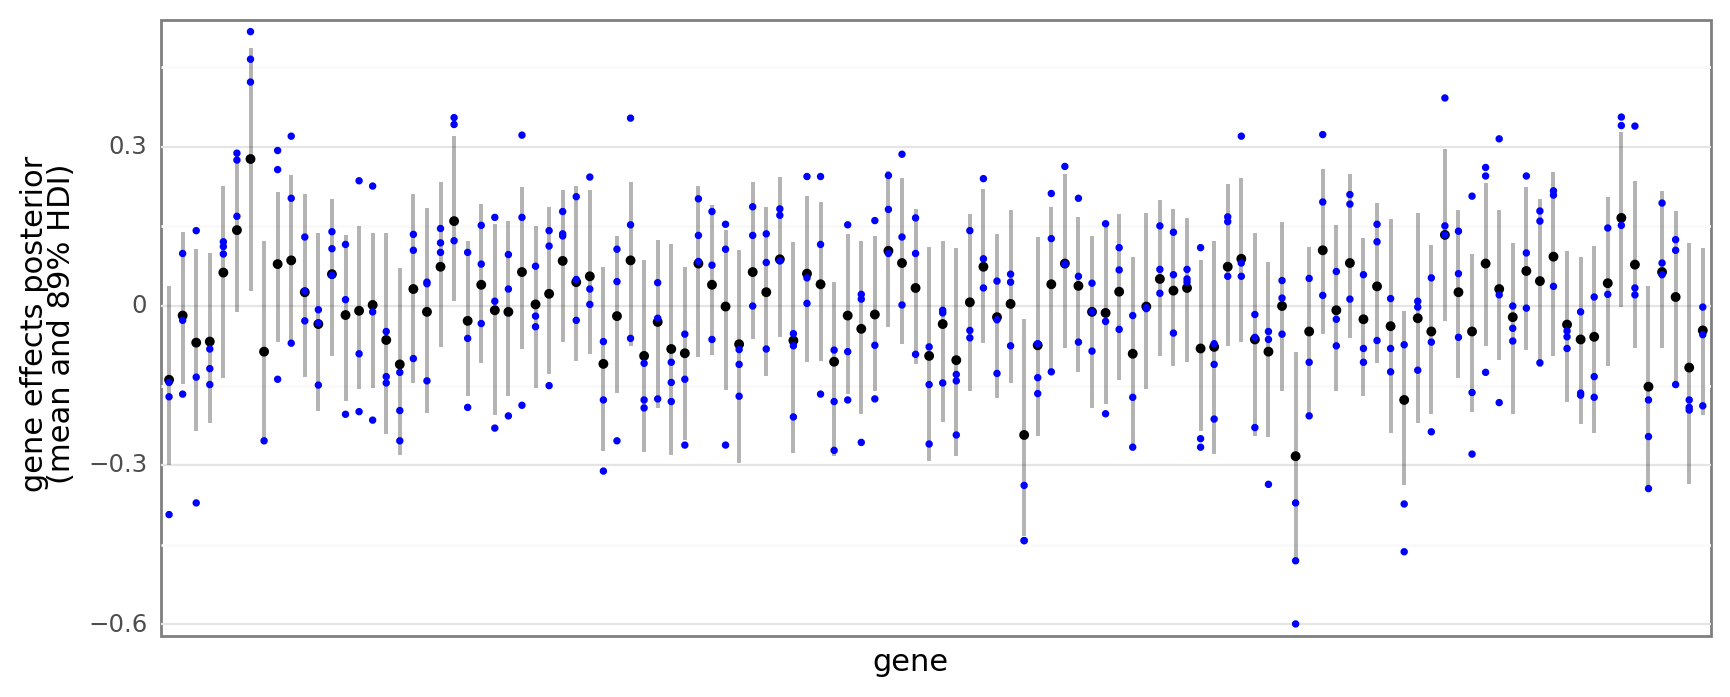 gene effects posterior
(mean and 89% HDI)
0.3
0
−0.3
−0.6
gene